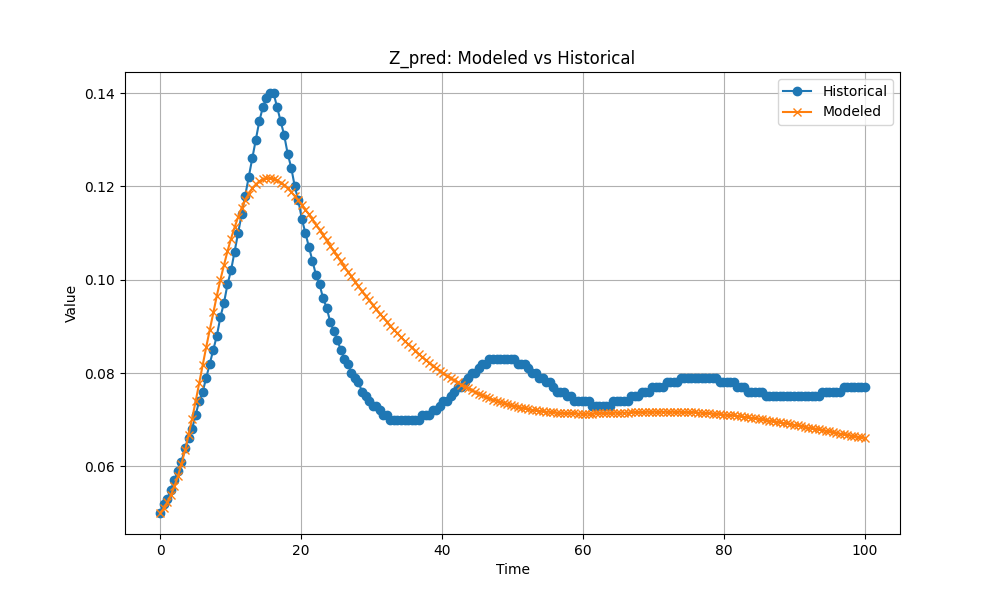 Z_pred: Modeled vs Historical
Historical
Modeled
Value
0.14
0.12
0.10
0.08
0.06
0
20
40
60
80
100
Time